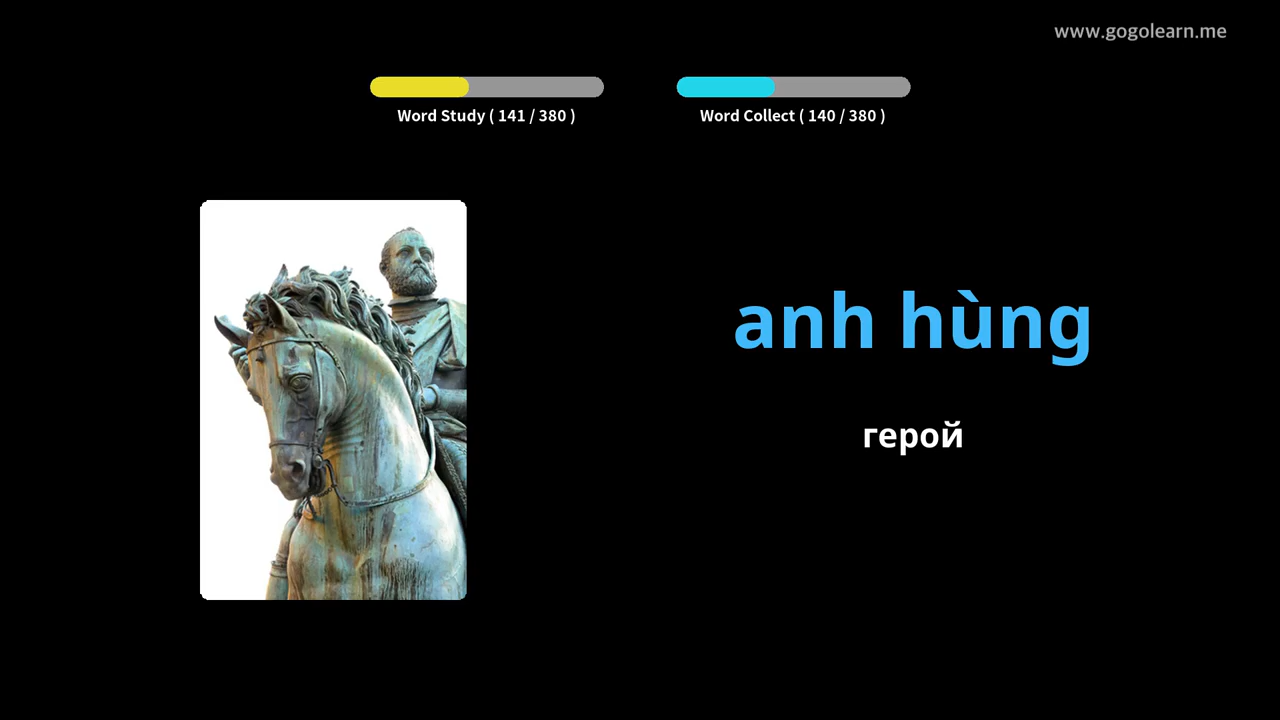 www.gogolearn.me
Word Study ( 141 / 380 )
Word Collect ( 140 / 380 )
anh hùng
герой